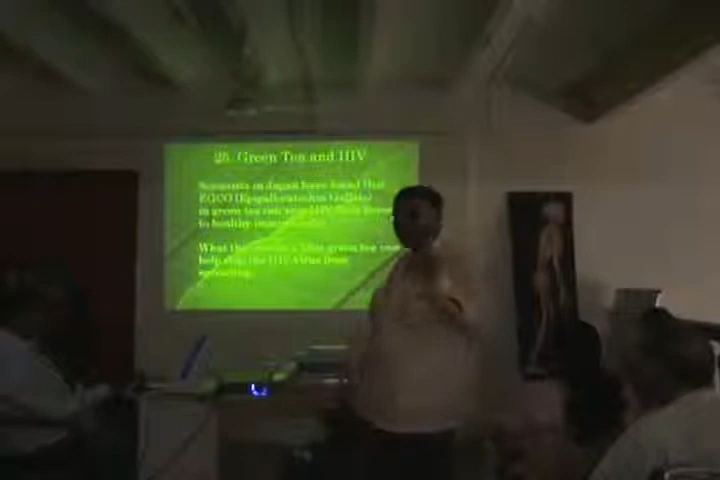 25. Green Tea and HIV
Scientists in Japan have found that
EGCG (Epigallocatechin Gallate)
in green tea can stop HIV from
to healthy immune
What this means is that green tea
help stop the HIV virus from
spreading.